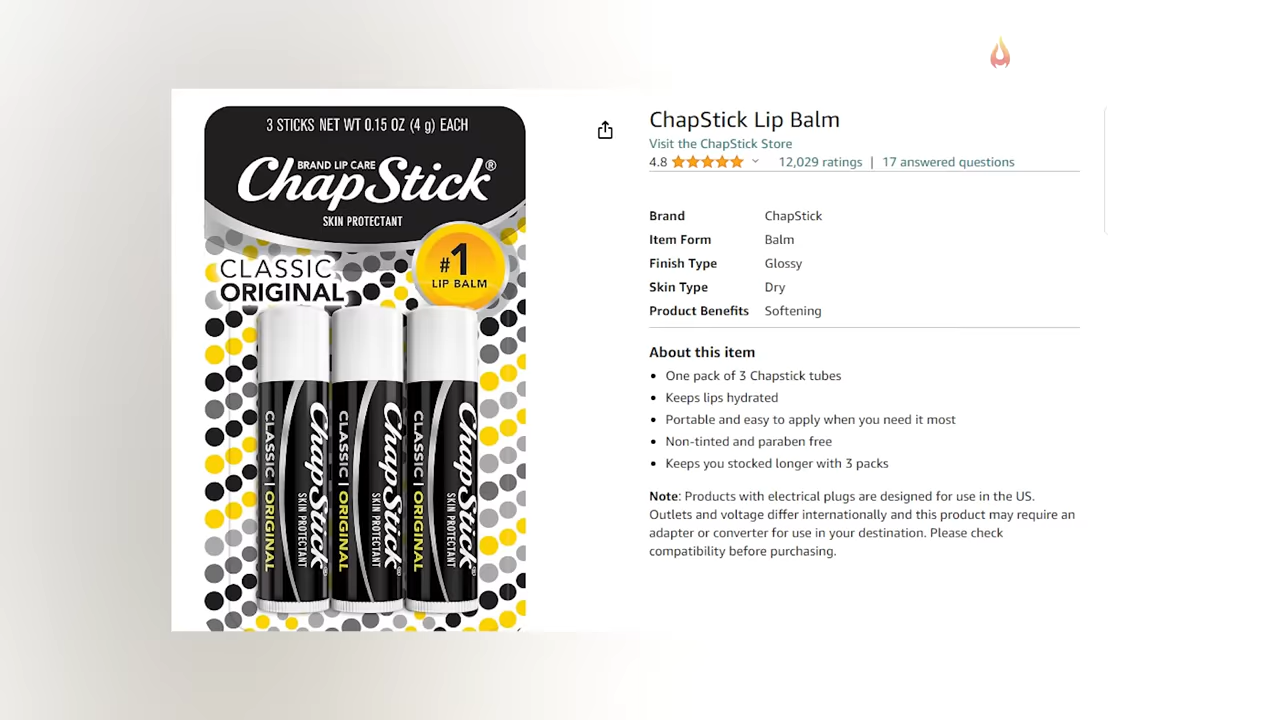 3 STICKS NET WT 0.15 OZ (4 g) EACH
BRAND LIP CARE
ChapStick®
SKIN PROTECTANT
CLASSIC
ORIGINAL
#1
LIP BALM
CLASSIC | ORIGINAL
ChapStick®
SKIN PROTECTANT
CLASSIC | ORIGINAL
ChapStick®
SKIN PROTECTANT
CLASSIC | ORIGINAL
ChapStick®
SKIN PROTECTANT
ChapStick Lip Balm
Visit the ChapStick Store
4.8 12,029 ratings | 17 answered questions
Brand ChapStick
Item Form Balm
Finish Type Glossy
Skin Type Dry
Product Benefits Softening
About this item
• One pack of 3 Chapstick tubes
• Keeps lips hydrated
• Portable and easy to apply when you need it most
• Non-tinted and paraben free
• Keeps you stocked longer with 3 packs
Note: Products with electrical plugs are designed for use in the US.
Outlets and voltage differ internationally and this product may require an
adapter or converter for use in your destination. Please check
compatibility before purchasing.